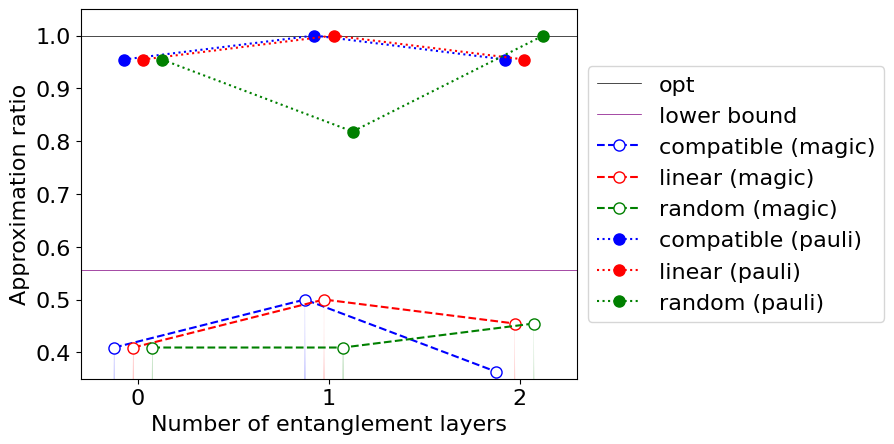 Approximation ratio
1.0
0.9
0.8
0.7
0.6
0.5
0.4
0 1 2
Number of entanglement layers
opt
lower bound
compatible (magic)
linear (magic)
random (magic)
compatible (pauli)
linear (pauli)
random (pauli)